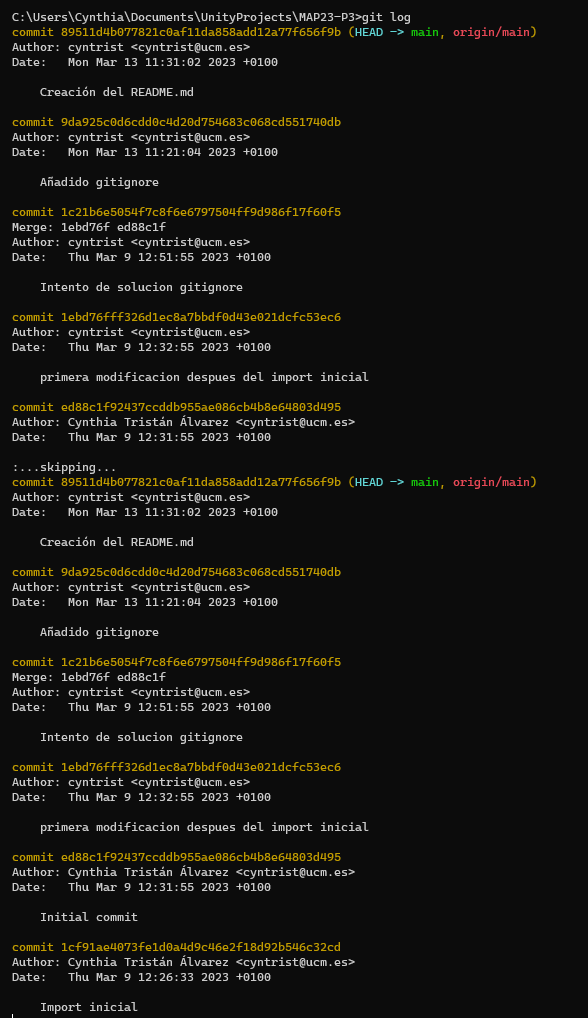 C:\Users\Cynthia\Documents\UnityProjects\MAP23-P3>git log
commit 89511d4b077821c0af11da858add12a77f656f9b (HEAD -> main, origin/main)
Author: cyntrist <cyntrist@ucm.es>
Date:   Mon Mar 13 11:31:02 2023 +0100
Creación del README.md
commit 9da925c0d6cdd0c4d20d754683c068cd551740db
Author: cyntrist <cyntrist@ucm.es>
Date:   Mon Mar 13 11:21:04 2023 +0100
Añadido gitignore
commit 1c21b6e5054f7c8f6e6797504ff9d986f17f60f5
Merge: 1ebd76f ed88c1f
Author: cyntrist <cyntrist@ucm.es>
Date:   Thu Mar 9 12:51:55 2023 +0100
Intento de solucion gitignore
commit 1ebd76fff326d1ec8a7bbdf0d43e021dcfc53ec6
Author: cyntrist <cyntrist@ucm.es>
Date:   Thu Mar 9 12:32:55 2023 +0100
primera modificacion despues del import inicial
commit ed88c1f92437ccddb955ae086cb4b8e64803d495
Author: Cynthia Tristán Álvarez <cyntrist@ucm.es>
Date:   Thu Mar 9 12:31:55 2023 +0100
:...skipping...
commit 89511d4b077821c0af11da858add12a77f656f9b (HEAD -> main, origin/main)
Author: cyntrist <cyntrist@ucm.es>
Date:   Mon Mar 13 11:31:02 2023 +0100
Creación del README.md
commit 9da925c0d6cdd0c4d20d754683c068cd551740db
Author: cyntrist <cyntrist@ucm.es>
Date:   Mon Mar 13 11:21:04 2023 +0100
Añadido gitignore
commit 1c21b6e5054f7c8f6e6797504ff9d986f17f60f5
Merge: 1ebd76f ed88c1f
Author: cyntrist <cyntrist@ucm.es>
Date:   Thu Mar 9 12:51:55 2023 +0100
Intento de solucion gitignore
commit 1ebd76fff326d1ec8a7bbdf0d43e021dcfc53ec6
Author: cyntrist <cyntrist@ucm.es>
Date:   Thu Mar 9 12:32:55 2023 +0100
primera modificacion despues del import inicial
commit ed88c1f92437ccddb955ae086cb4b8e64803d495
Author: Cynthia Tristán Álvarez <cyntrist@ucm.es>
Date:   Thu Mar 9 12:31:55 2023 +0100
Initial commit
commit 1cf91ae4073fe1d0a4d9c46e2f18d92b546c32cd
Author: Cynthia Tristán Álvarez <cyntrist@ucm.es>
Date:   Thu Mar 9 12:26:33 2023 +0100
Import inicial